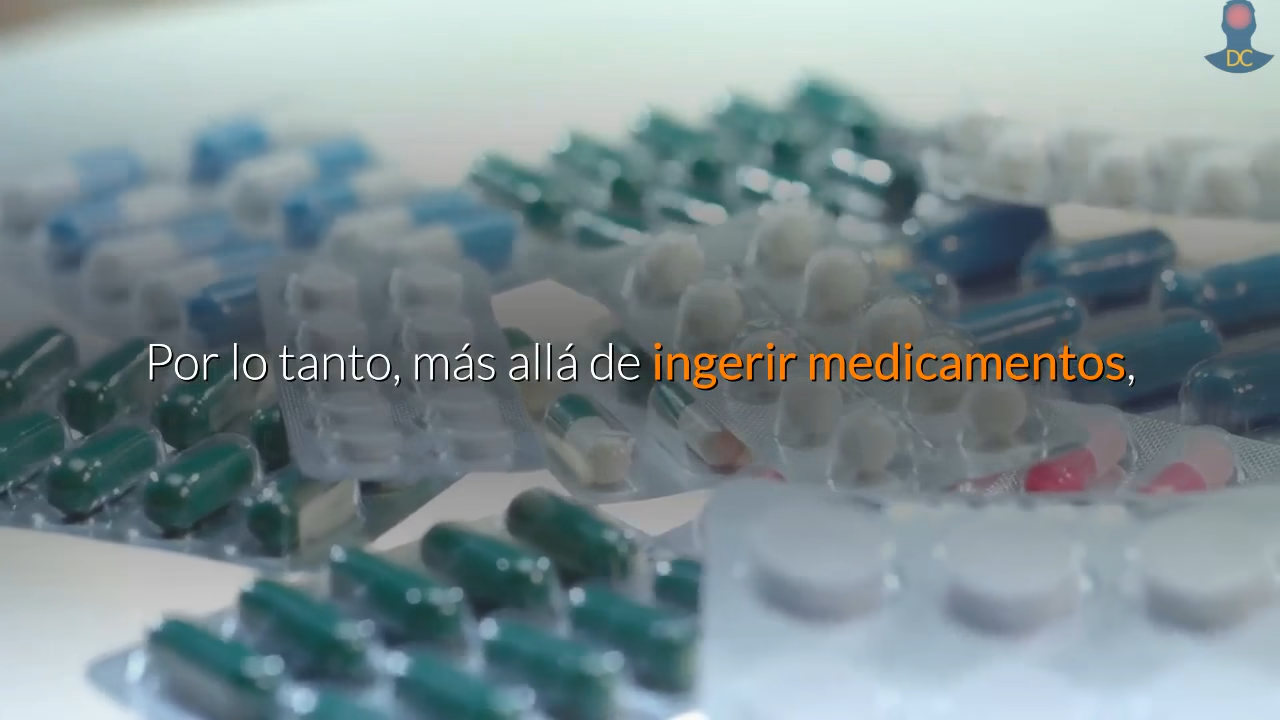 DC
Por lo tanto, más allá de ingerir medicamentos,